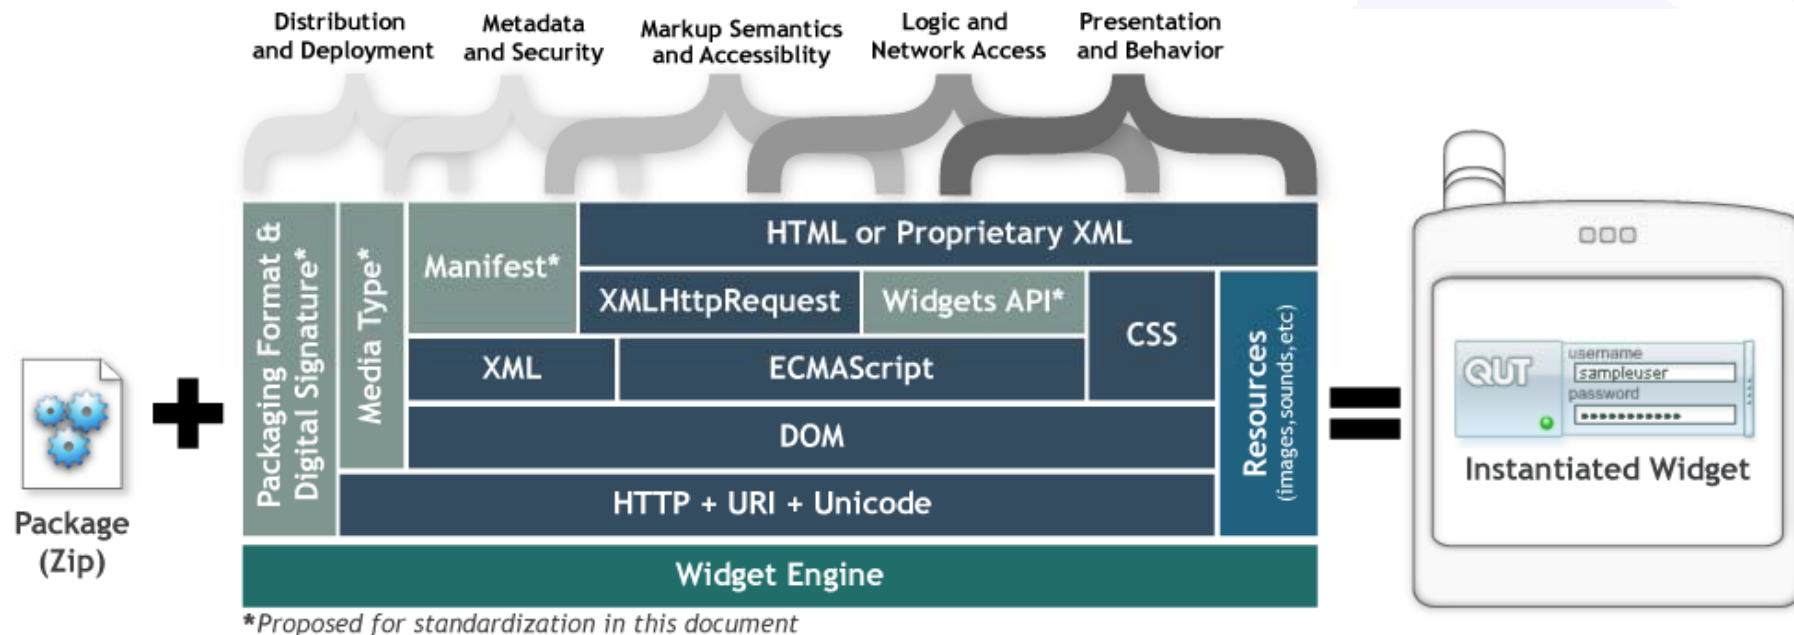 Distribution
and Deployment
Metadata
and Security
Markup Semantics
and Accessiblity
Logic and
Network Access
Presentation
and Behavior
Package
(Zip)
Packaging Format &
Digital Signature*
Media Type*
Manifest*
HTML or Proprietary XML
XMLHttpRequest
Widgets API*
CSS
Resources
(images,sounds,etc)
XML
ECMAScript
DOM
HTTP + URI + Unicode
Widget Engine
*Proposed for standardization in this document
QUT
username
sampleuser
password
•••••••••••
Instantiated Widget